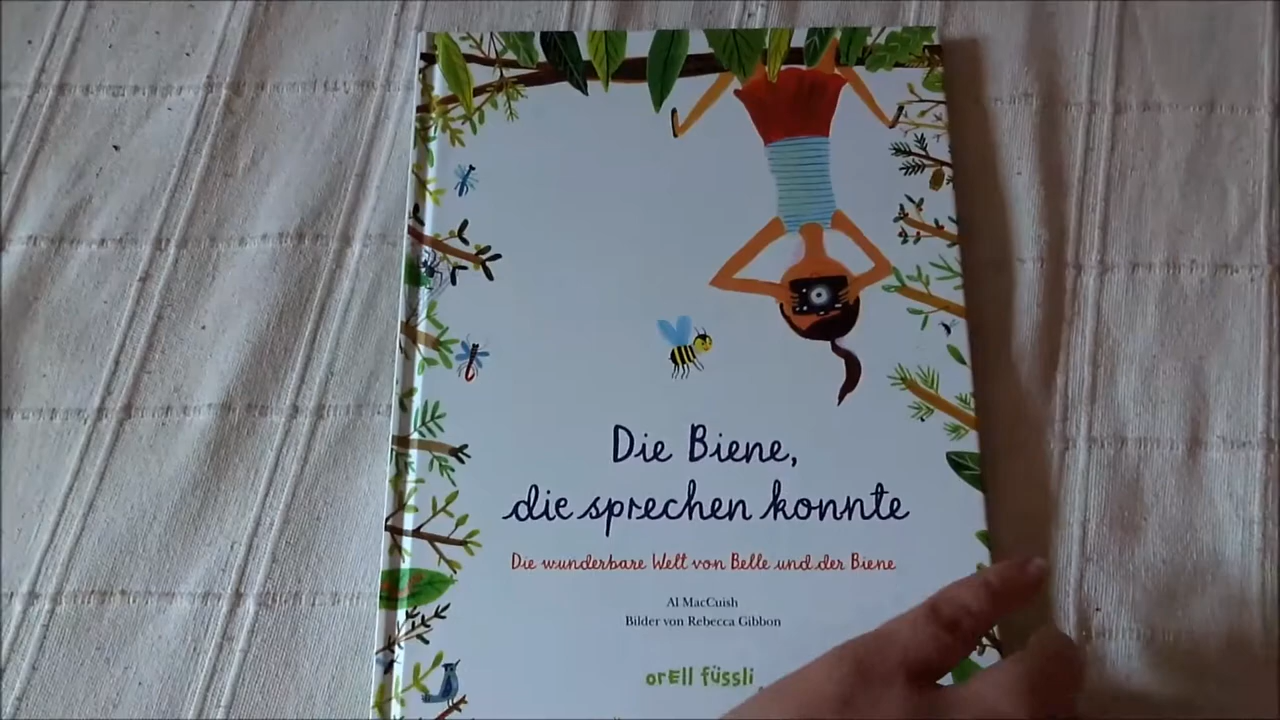 Die Biene,
die sprechen konnte
Die wunderbare Welt von Belle und der Biene
Al MacCuish
Bilder von Rebecca Gibbon
orell füssli